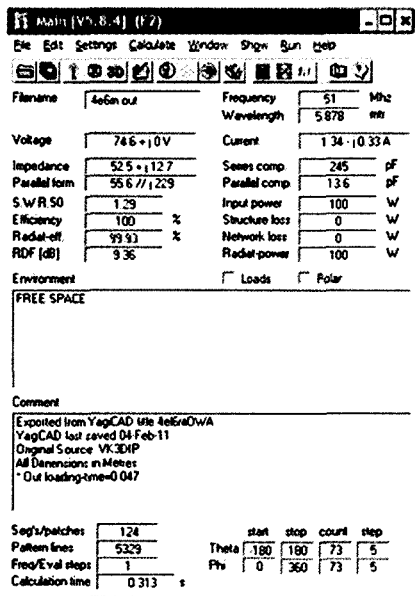 Main [V5.8.4] (F2)
File Edit Settings Calculate Window Show Run Help
Filename 4e6m out Frequency 51 Mhz
Wavelength 5.878 mtr
Voltage 74.6 + j 0 V Current 1.34 - j 0.33 A
Impedance 52.5 + j 12.7 Series comp. 245 pF
Parallel form 55.6 // j 229 Parallel comp. 13.6 pF
S.W.R.50 1.29 Input power 100 W
Efficiency 100 % Structure loss 0 W
Radiat-eff. 99.93 % Network loss 0 W
RDF [dB] 9.36 Radiat-power 100 W
Environment Loads Polar
FREE SPACE
Comment
Exported from YagCAD
YagCAD last saved 04-Feb-11
Original Source VK3DIP
All Dimensions in Metres
* Out loading-time=0.047
Seg's/patches 124 start stop count step
Pattern lines 5329 Theta -180 180 73 5
Freq/Eval steps 1 Phi 0 360 73 5
Calculation time 0.313 s